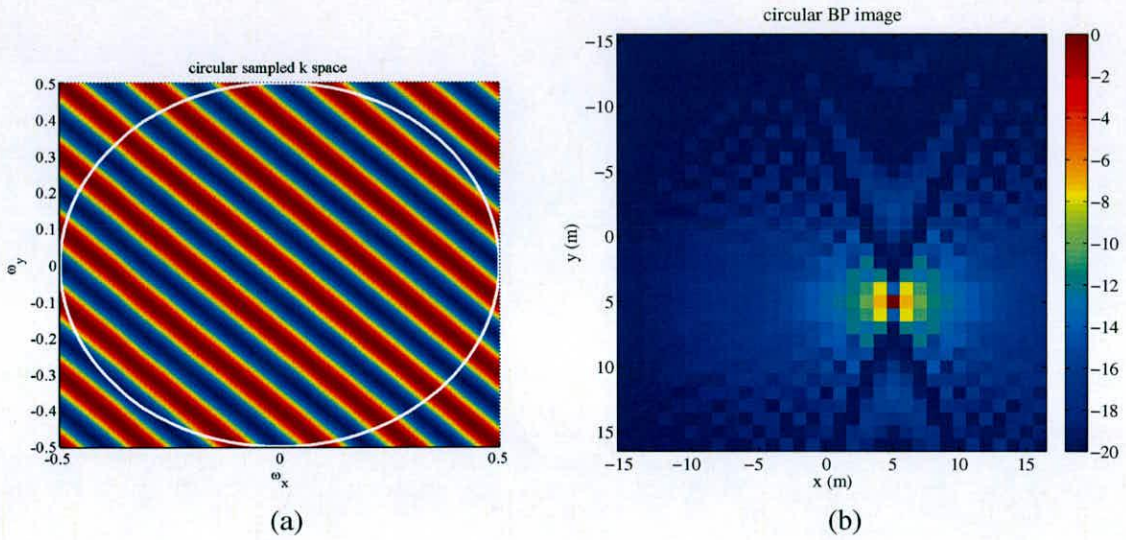 circular sampled k space
0.5
0.4
0.3
0.2
0.1
0
-0.1
-0.2
-0.3
-0.4
-0.5
ω_y
-0.5 0 0.5
ω_x
(a)
circular BP image
−15
−10
−5
0
5
10
15
y (m)
−15 −10 −5 0 5 10 15
x (m)
0
−2
−4
−6
−8
−10
−12
−14
−16
−18
−20
(b)